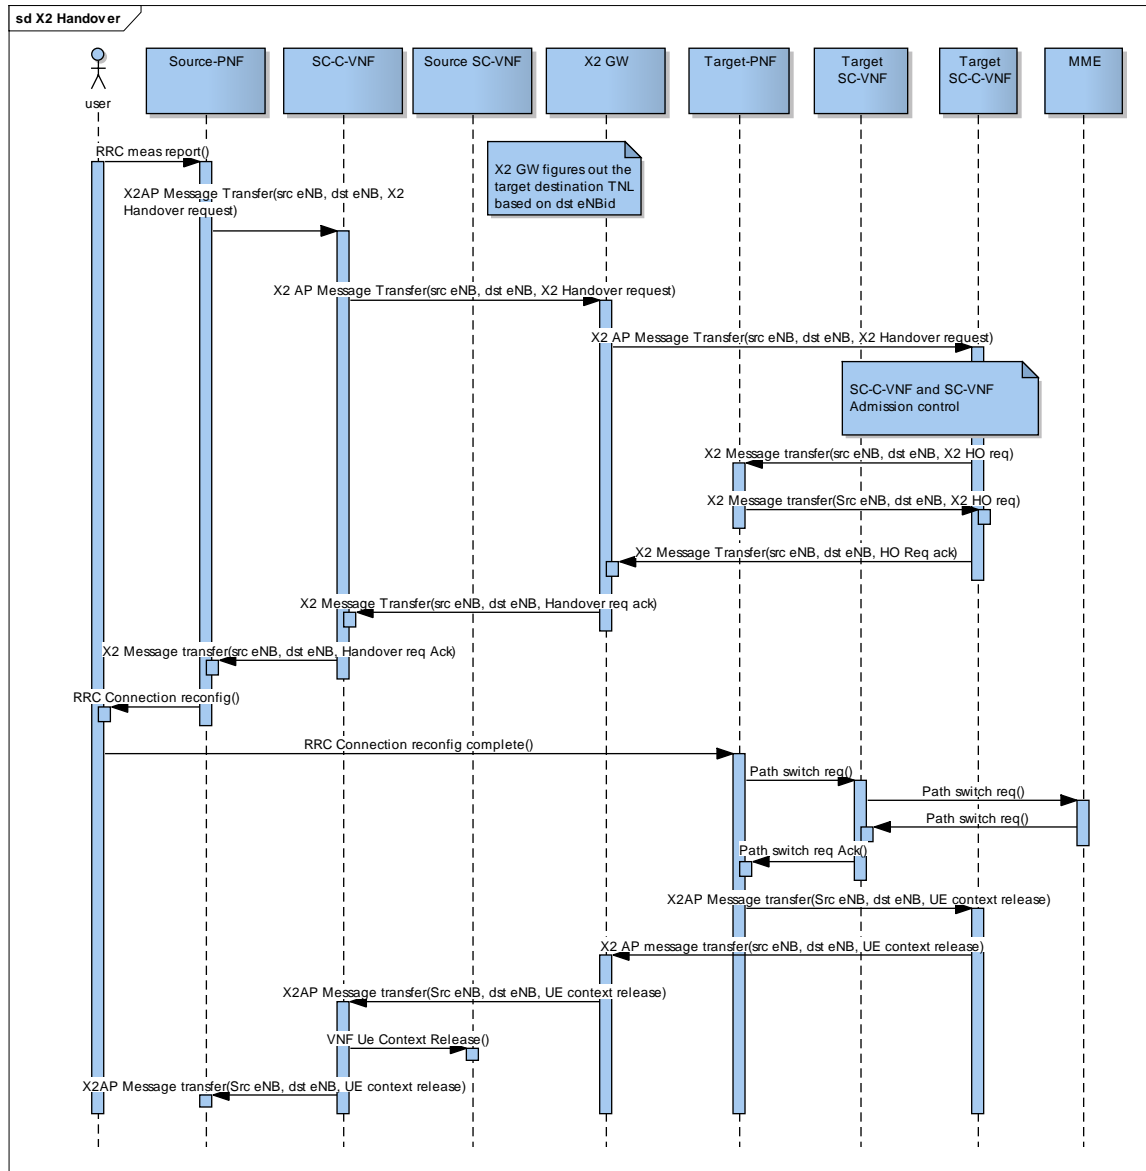 sd X2 Handover
user
Source-PNF
SC-C-VNF
Source SC-VNF
X2 GW
Target-PNF
Target
SC-VNF
Target
SC-C-VNF
MME
RRC meas report()
X2 GW figures out the
target destination TNL
based on dst eNBid
X2AP Message Transfer(src eNB, dst eNB, X2
Handover request)
X2 AP Message Transfer(src eNB, dst eNB, X2 Handover request)
X2 AP Message Transfer(src eNB, dst eNB, X2 Handover request)
SC-C-VNF and SC-VNF
Admission control
X2 Message transfer(src eNB, dst eNB, X2 HO req)
X2 Message transfer(Src eNB, dst eNB, X2 HO req)
X2 Message Transfer(src eNB, dst eNB, HO Req ack)
X2 Message Transfer(src eNB, dst eNB, Handover req ack)
X2 Message transfer(src eNB, dst eNB, Handover req Ack)
RRC Connection reconfig()
RRC Connection reconfig complete()
Path switch req()
Path switch req()
Path switch req()
Path switch req Ack()
X2AP Message transfer(Src eNB, dst eNB, UE context release)
X2 AP message transfer(src eNB, dst eNB, UE context release)
X2AP Message transfer(Src eNB, dst eNB, UE context release)
VNF Ue Context Release()
X2AP Message transfer(Src eNB, dst eNB, UE context release)